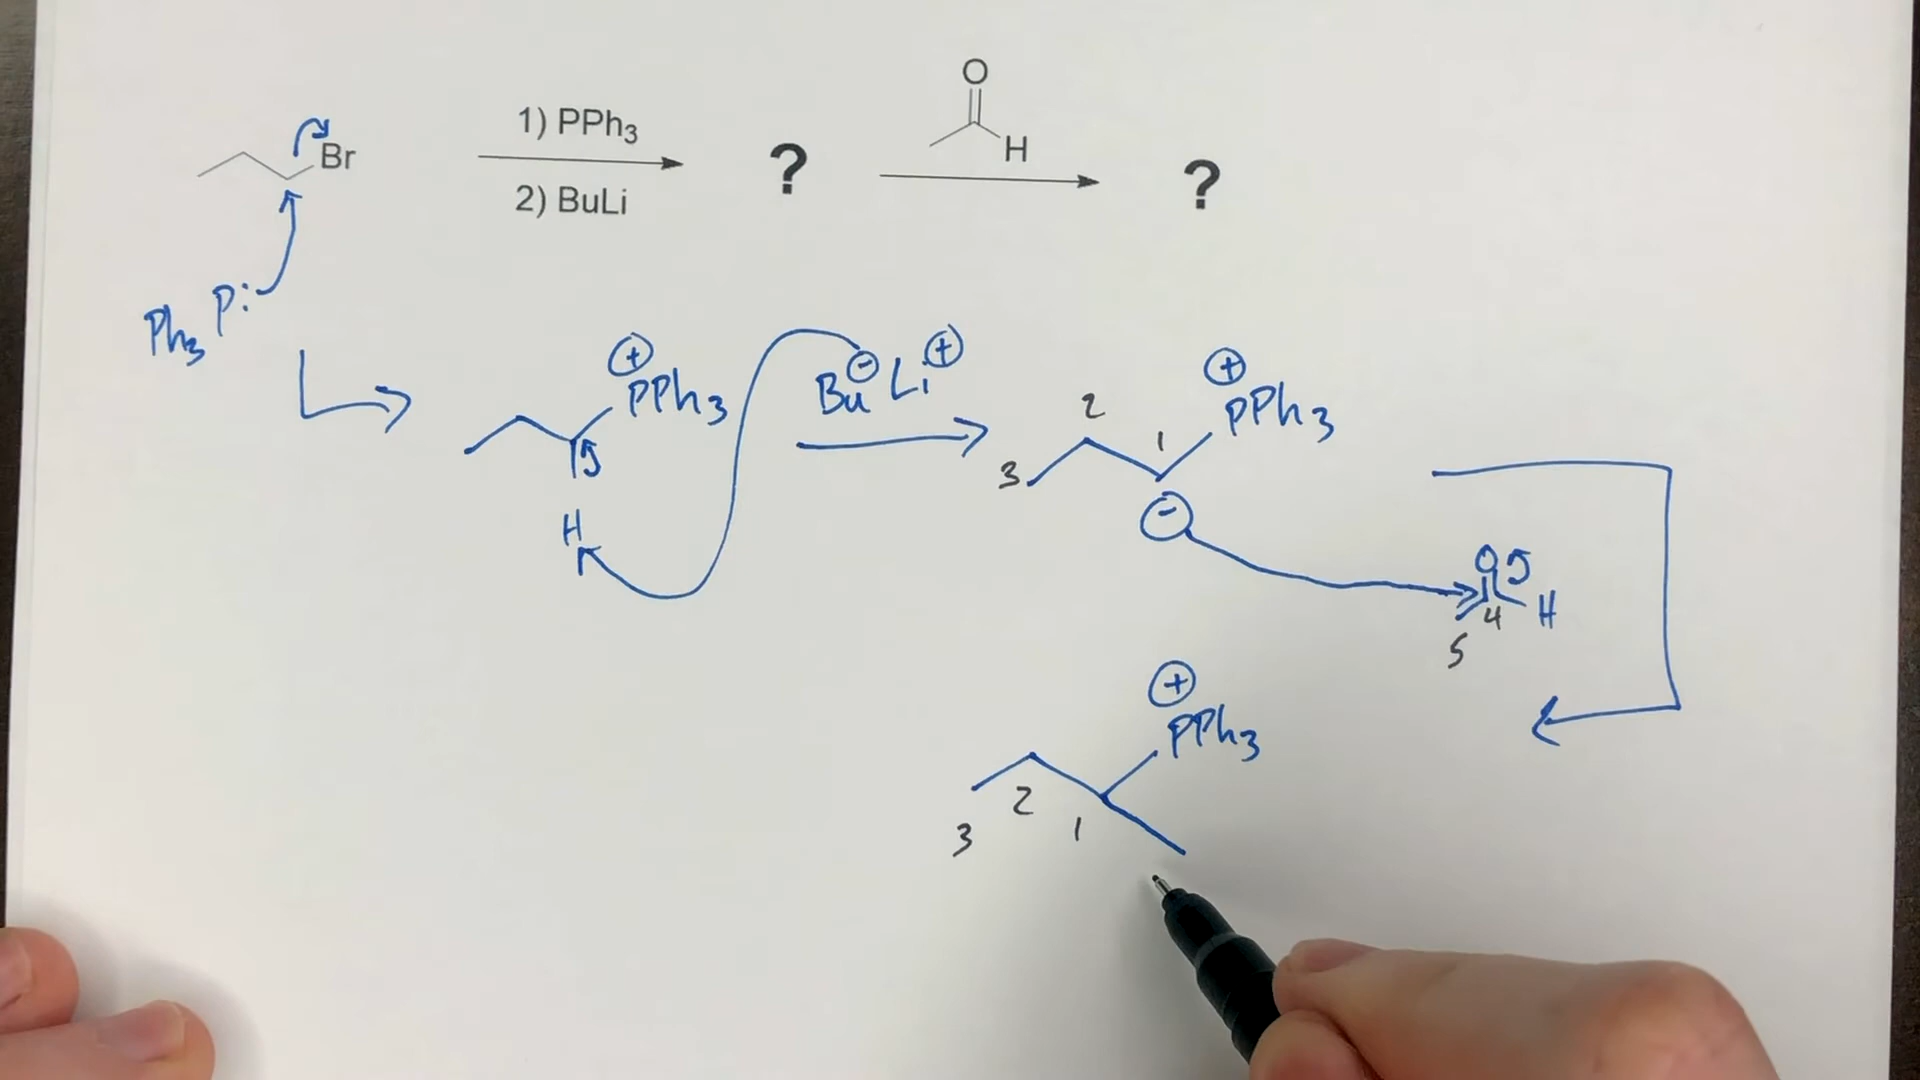 O
1) PPh3
Br
?
H
?
2) BuLi
Ph3 P:
⊕
PPh3
Bu⊖ Li⊕
H
⊕
PPh3
2
1
3
⊖
O
H
4
5
⊕
PPh3
2
1
3